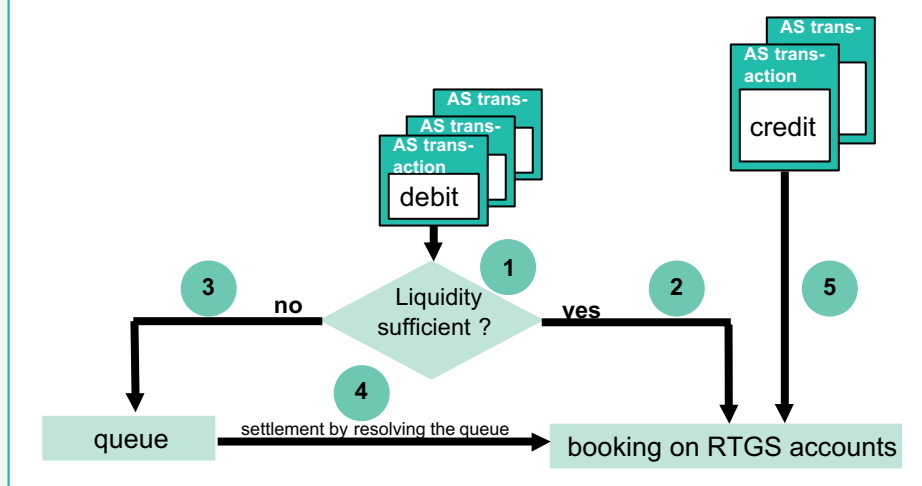 AS trans-
AS trans-
action
credit
AS trans-
AS trans-
AS trans-
action
debit
1
2
3
4
5
Liquidity
sufficient ?
no
yes
queue
settlement by resolving the queue
booking on RTGS accounts